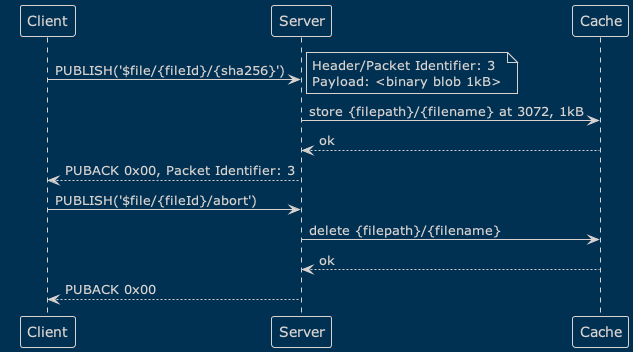 Client
Server
Cache
PUBLISH('$file/{fileId}/{sha256}')
Header/Packet Identifier: 3
Payload: <binary blob 1kB>
store {filepath}/{filename} at 3072, 1kB
ok
PUBACK 0x00, Packet Identifier: 3
PUBLISH('$file/{fileId}/abort')
delete {filepath}/{filename}
ok
PUBACK 0x00
Client
Server
Cache